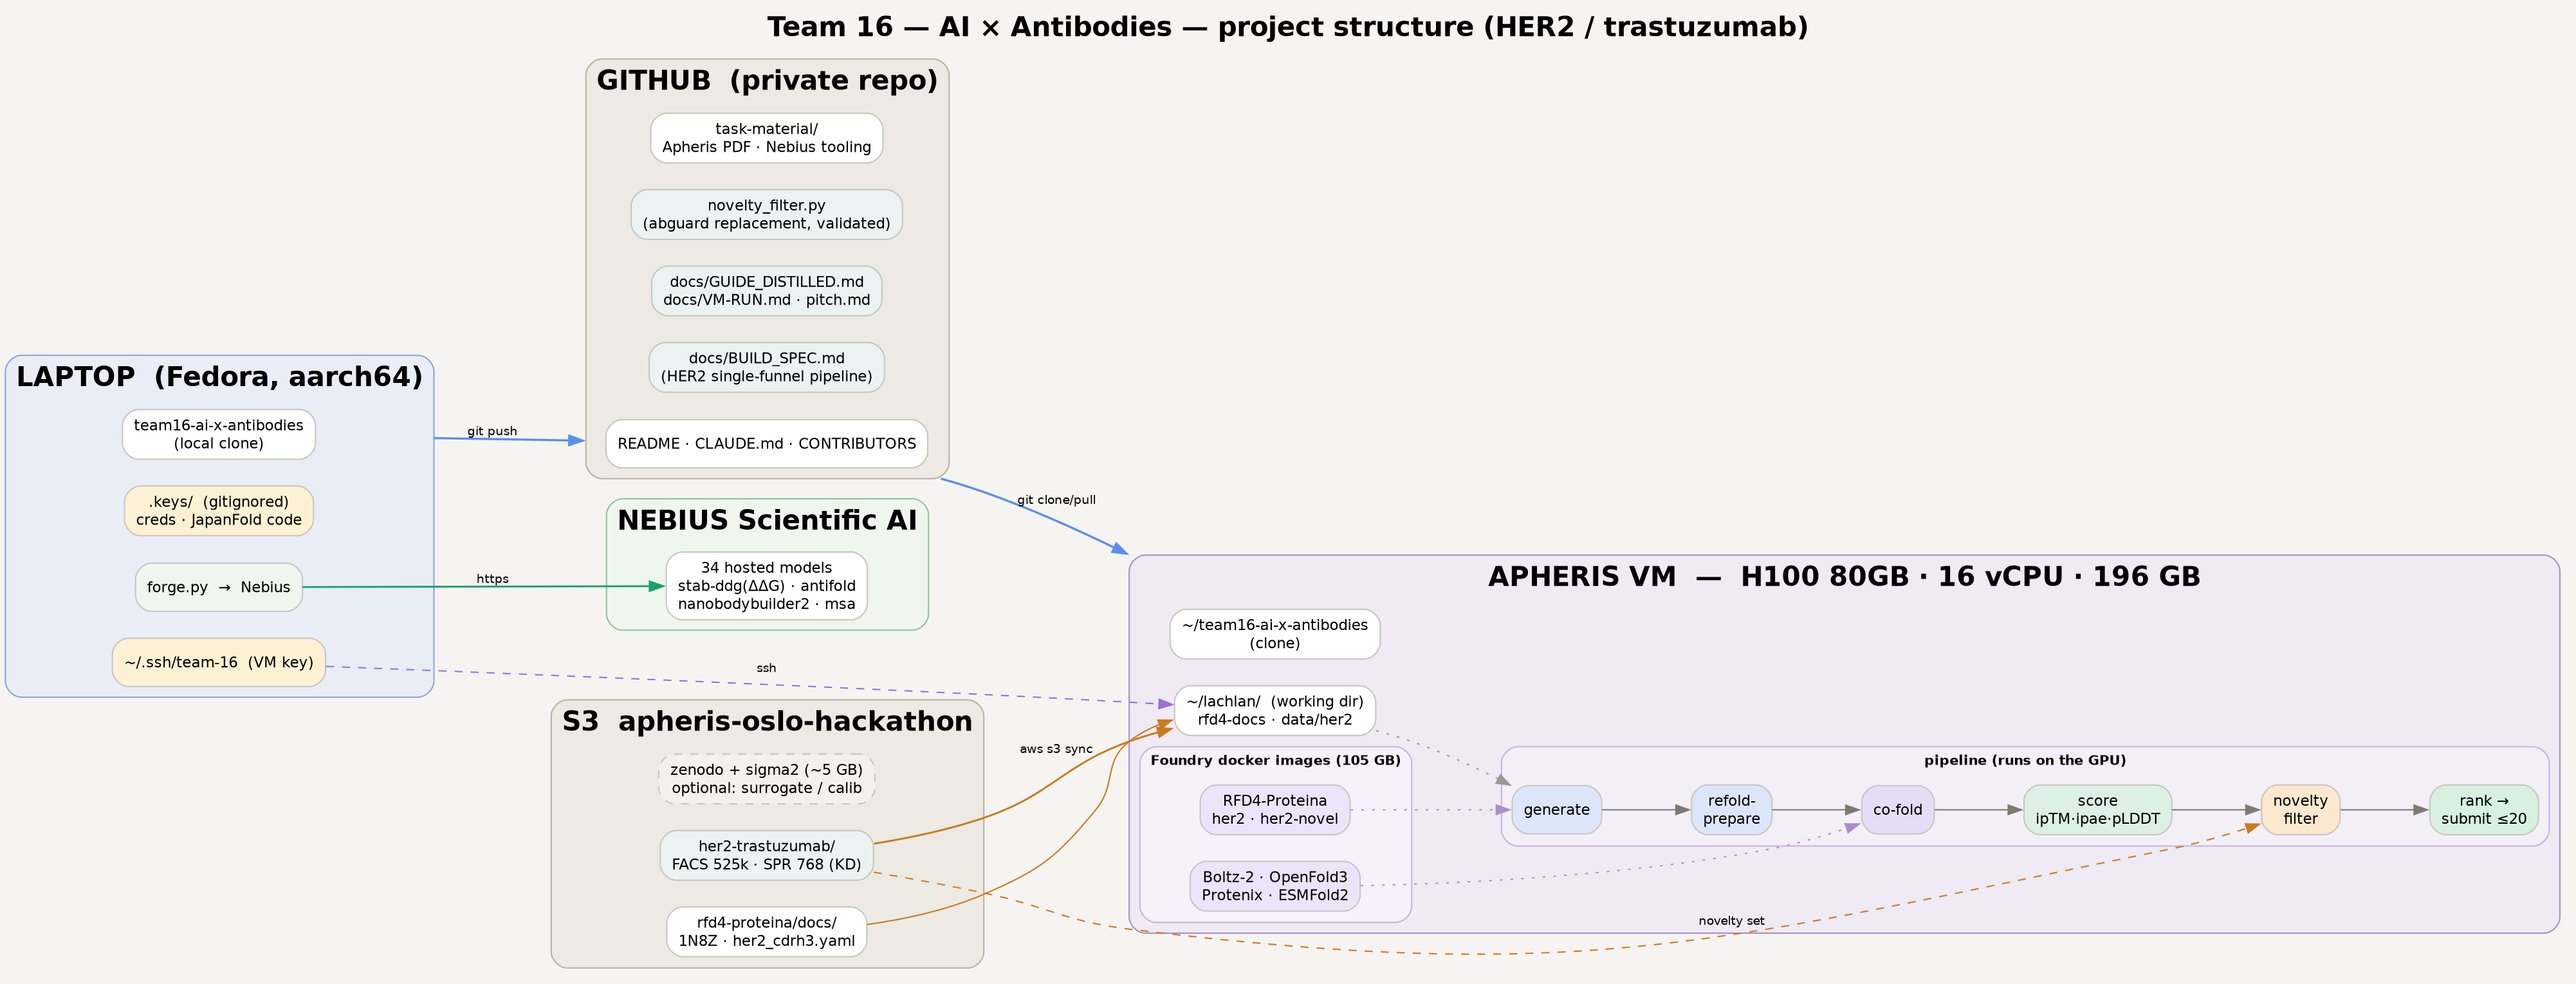 Team 16 — AI × Antibodies — project structure (HER2 / trastuzumab)
GITHUB  (private repo)
task-material/
Apheris PDF · Nebius tooling
novelty_filter.py
(abguard replacement, validated)
docs/GUIDE_DISTILLED.md
docs/VM-RUN.md · pitch.md
docs/BUILD_SPEC.md
(HER2 single-funnel pipeline)
README · CLAUDE.md · CONTRIBUTORS
LAPTOP  (Fedora, aarch64)
team16-ai-x-antibodies
(local clone)
.keys/  (gitignored)
creds · JapanFold code
forge.py  →  Nebius
~/.ssh/team-16  (VM key)
git push
git clone/pull
https
ssh
NEBIUS Scientific AI
34 hosted models
stab-ddg(ΔΔG) · antifold
nanobodybuilder2 · msa
S3  apheris-oslo-hackathon
zenodo + sigma2 (~5 GB)
optional: surrogate / calib
her2-trastuzumab/
FACS 525k · SPR 768 (KD)
rfd4-proteina/docs/
1N8Z · her2_cdrh3.yaml
aws s3 sync
APHERIS VM  —  H100 80GB · 16 vCPU · 196 GB
~/team16-ai-x-antibodies
(clone)
~/lachlan/  (working dir)
rfd4-docs · data/her2
Foundry docker images (105 GB)
RFD4-Proteina
her2 · her2-novel
Boltz-2 · OpenFold3
Protenix · ESMFold2
pipeline (runs on the GPU)
generate
refold-
prepare
co-fold
score
ipTM·ipae·pLDDT
novelty
filter
rank →
submit ≤20
novelty set